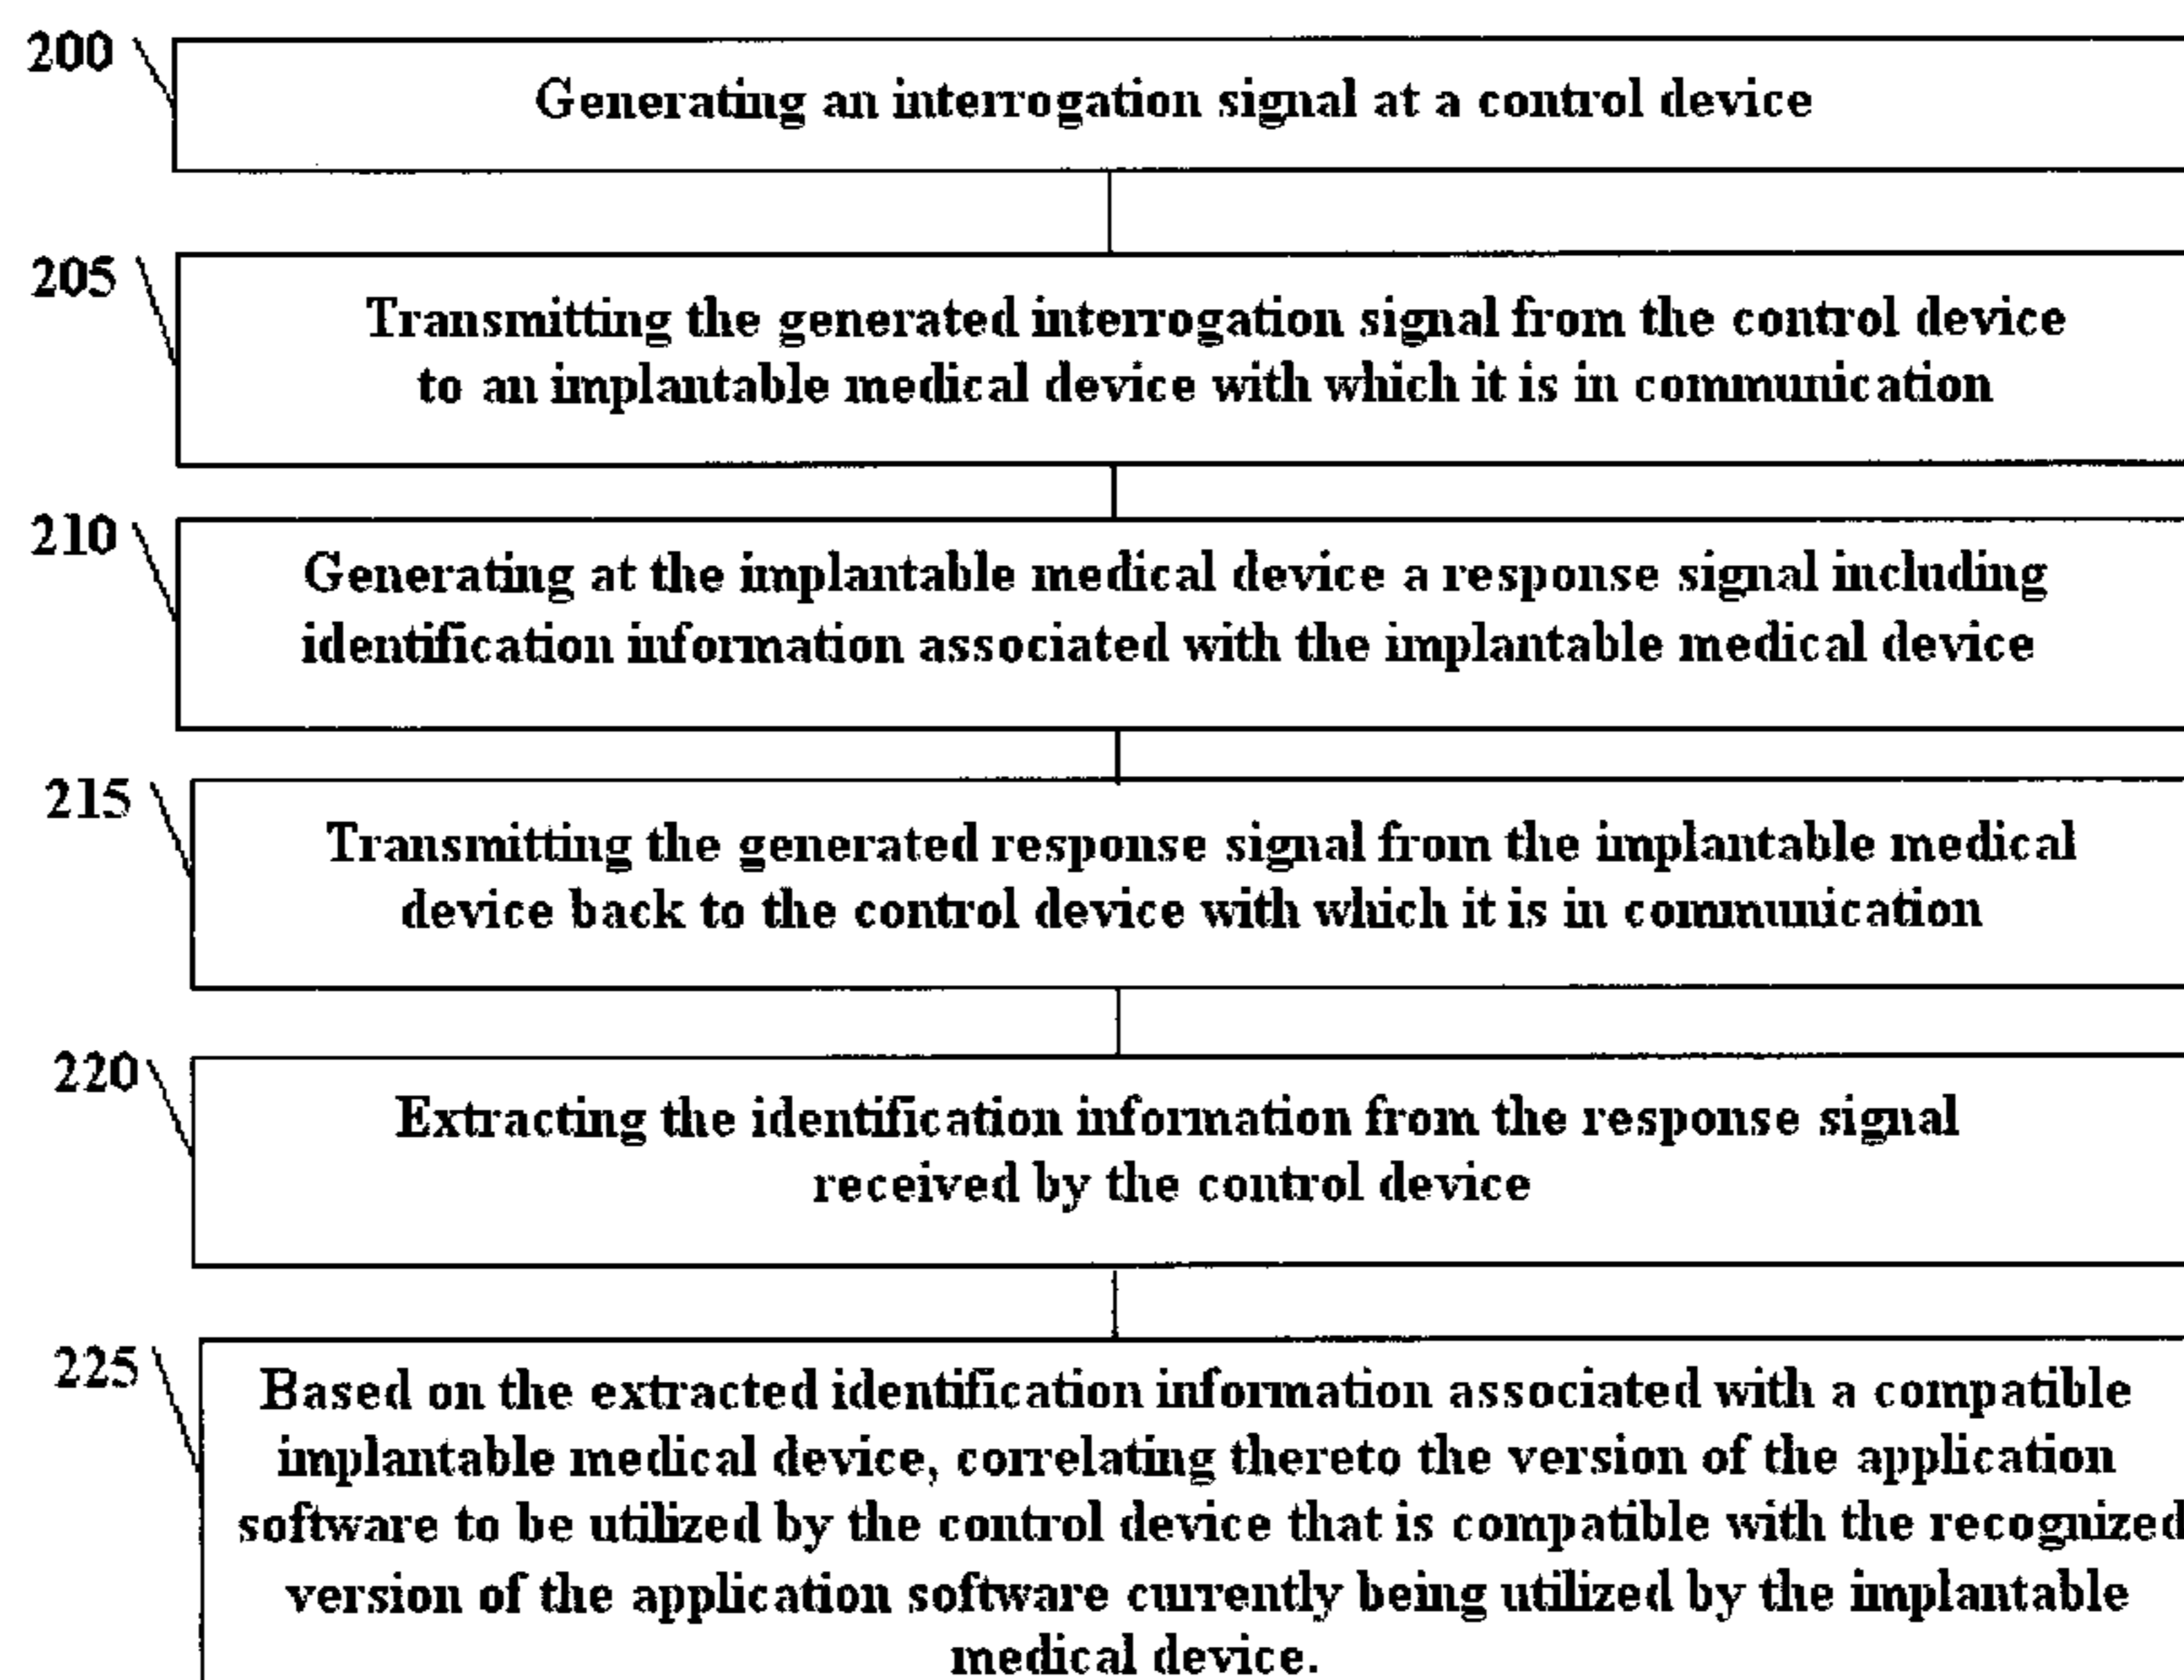 200
Generating an interrogation signal at a control device
205
Transmitting the generated interrogation signal from the control device
to an implantable medical device with which it is in communication
210
Generating at the implantable medical device a response signal including
identification information associated with the implantable medical device
215
Transmitting the generated response signal from the implantable medical
device back to the control device with which it is in communication
220
Extracting the identification information from the response signal
received by the control device
225
Based on the extracted identification information associated with a compatible
implantable medical device, correlating thereto the version of the application
software to be utilized by the control device that is compatible with the recognized
version of the application software currently being utilized by the implantable
medical device.